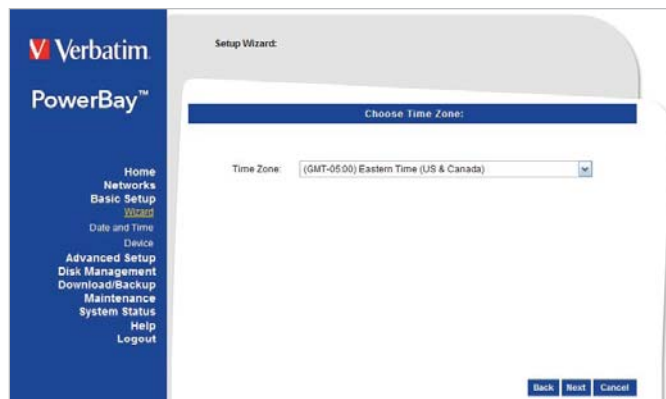 Verbatim.
PowerBay™
Home
Networks
Basic Setup
Wizard
Date and Time
Device
Advanced Setup
Disk Management
Download/Backup
Maintenance
System Status
Help
Logout
Setup Wizard:
Choose Time Zone:
Time Zone: (GMT-05:00) Eastern Time (US & Canada)
Back Next Cancel